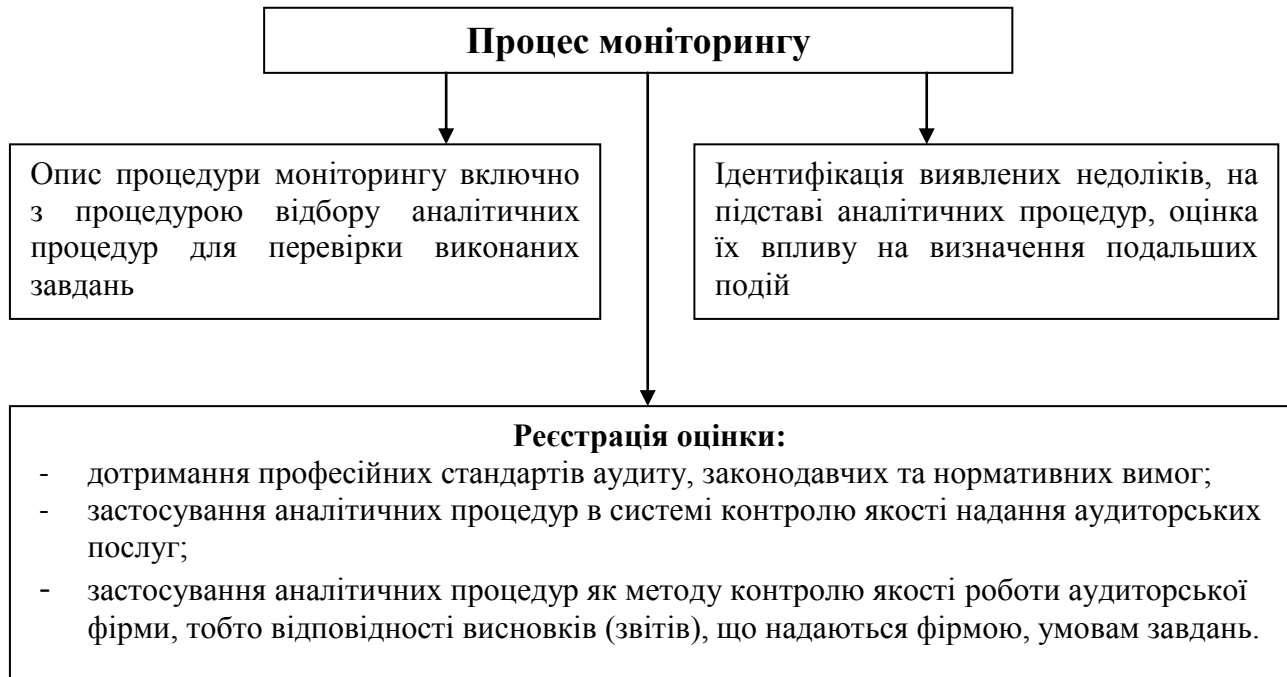 Процес моніторингу
Опис процедури моніторингу включно
з процедурою відбору аналітичних
процедур для перевірки виконаних
завдань
Ідентифікація виявлених недоліків, на
підставі аналітичних процедур, оцінка
їх впливу на визначення подальших
подій
Реєстрація оцінки:
- дотримання професійних стандартів аудиту, законодавчих та нормативних вимог;
- застосування аналітичних процедур в системі контролю якості надання аудиторських
послуг;
- застосування аналітичних процедур як методу контролю якості роботи аудиторської
фірми, тобто відповідності висновків (звітів), що надаються фірмою, умовам завдань.